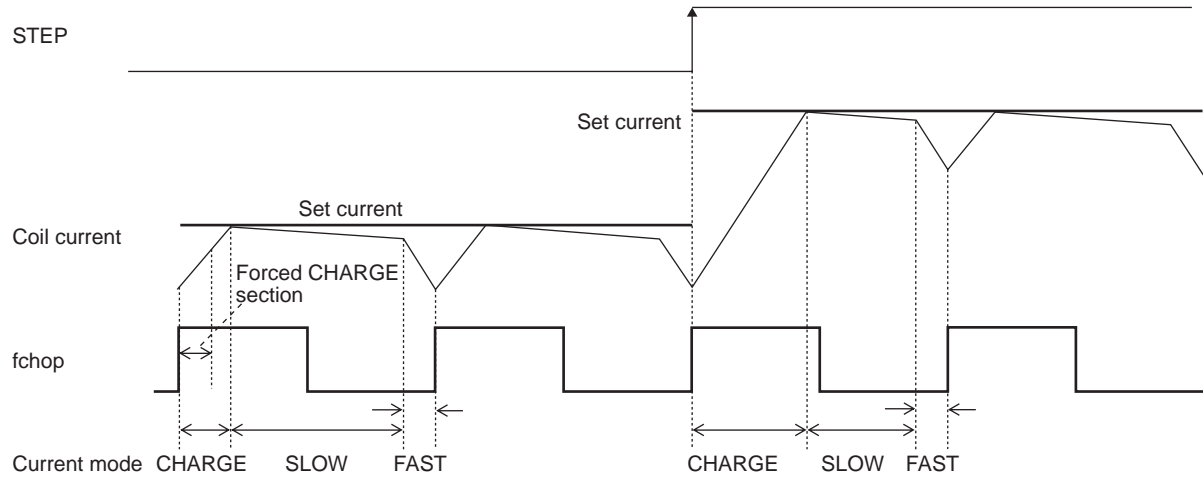 STEP
Set current
Set current
Coil current
Forced CHARGE
section
fchop
Current mode CHARGE SLOW FAST CHARGE SLOW FAST